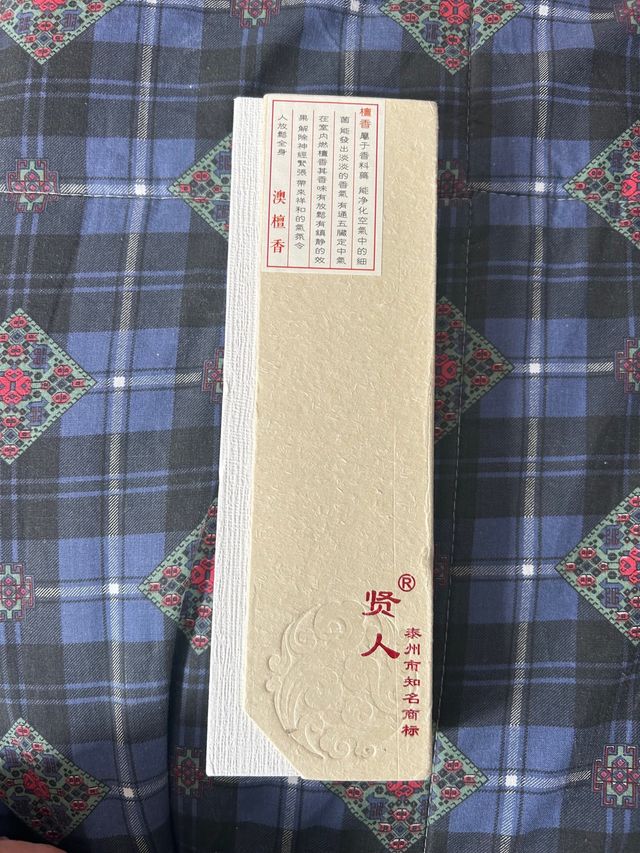 檀香 屬于香料藥 能净化空氣中的細
菌 能發出淡淡的香氣 有通五臟定中氣
在室内燃檀香其香味有放鬆有鎮静的效
果 解除神經緊張 帶來祥和的氣氛令
人放鬆全身
澳檀香
贤人®
泰州市知名商标